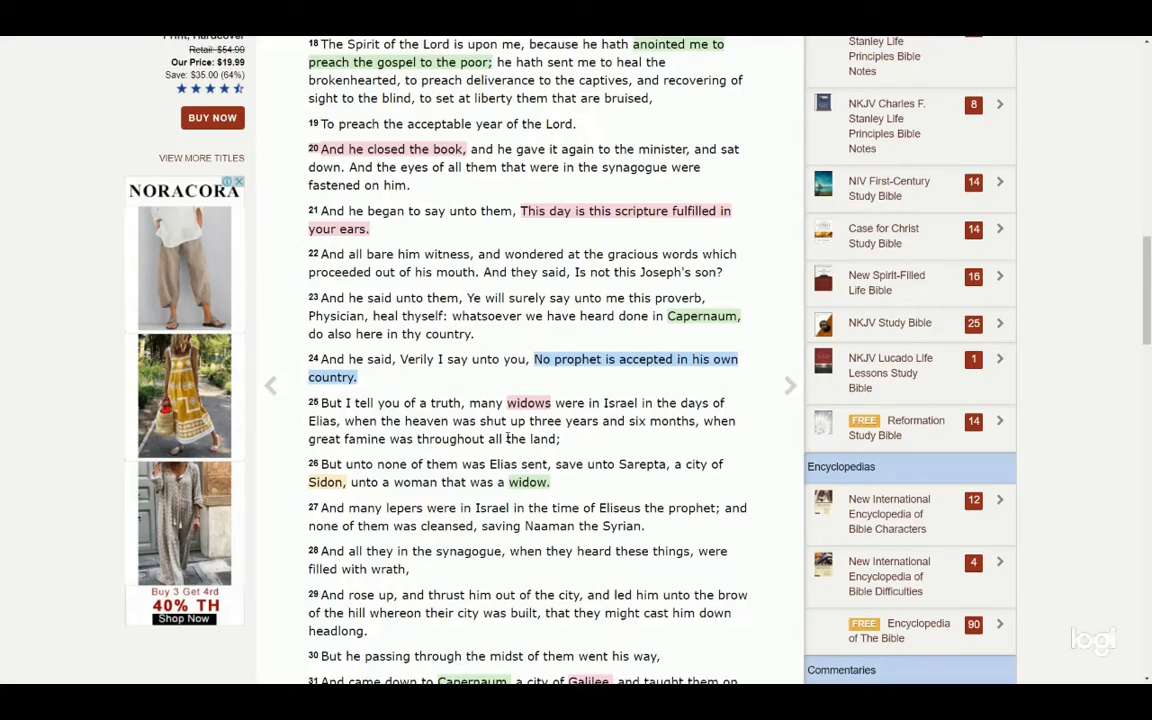 Print, Hardcover
Retail: $54.99
Our Price: $19.99
Save: $35.00 (64%)
BUY NOW
VIEW MORE TITLES
NORACORA
Buy 3 Get 4rd
40% TH
Shop Now
18 The Spirit of the Lord is upon me, because he hath anointed me to
preach the gospel to the poor; he hath sent me to heal the
brokenhearted, to preach deliverance to the captives, and recovering of
sight to the blind, to set at liberty them that are bruised,
19 To preach the acceptable year of the Lord.
20 And he closed the book, and he gave it again to the minister, and sat
down. And the eyes of all them that were in the synagogue were
fastened on him.
21 And he began to say unto them, This day is this scripture fulfilled in
your ears.
22 And all bare him witness, and wondered at the gracious words which
proceeded out of his mouth. And they said, Is not this Joseph's son?
23 And he said unto them, Ye will surely say unto me this proverb,
Physician, heal thyself: whatsoever we have heard done in Capernaum,
do also here in thy country.
24 And he said, Verily I say unto you, No prophet is accepted in his own
country.
25 But I tell you of a truth, many widows were in Israel in the days of
Elias, when the heaven was shut up three years and six months, when
great famine was throughout all the land;
26 But unto none of them was Elias sent, save unto Sarepta, a city of
Sidon, unto a woman that was a widow.
27 And many lepers were in Israel in the time of Eliseus the prophet; and
none of them was cleansed, saving Naaman the Syrian.
28 And all they in the synagogue, when they heard these things, were
filled with wrath,
29 And rose up, and thrust him out of the city, and led him unto the brow
of the hill whereon their city was built, that they might cast him down
headlong.
30 But he passing through the midst of them went his way,
31 And came down to Capernaum, a city of Galilee, and taught them on
Stanley Life
Principles Bible
Notes
NKJV Charles F.
Stanley Life
Principles Bible
Notes
8
NIV First-Century
Study Bible
14
Case for Christ
Study Bible
14
New Spirit-Filled
Life Bible
16
NKJV Study Bible
25
NKJV Lucado Life
Lessons Study
Bible
1
FREE Reformation
Study Bible
14
Encyclopedias
New International
Encyclopedia of
Bible Characters
12
New International
Encyclopedia of
Bible Difficulties
4
FREE Encyclopedia
of The Bible
90
Commentaries
logi